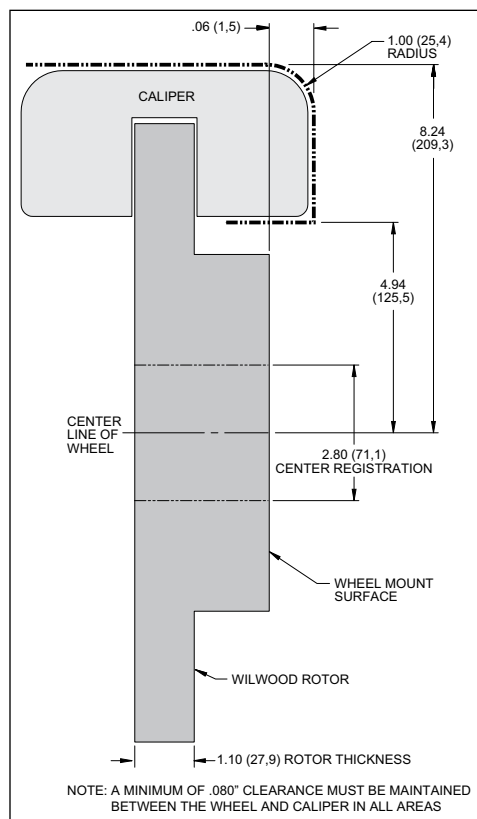 .06 (1,5)
1.00 (25,4)
RADIUS
CALIPER
8.24
(209,3)
4.94
(125,5)
CENTER
LINE OF
WHEEL
2.80 (71,1)
CENTER REGISTRATION
WHEEL MOUNT
SURFACE
WILWOOD ROTOR
1.10 (27,9) ROTOR THICKNESS
NOTE: A MINIMUM OF .080" CLEARANCE MUST BE MAINTAINED
BETWEEN THE WHEEL AND CALIPER IN ALL AREAS